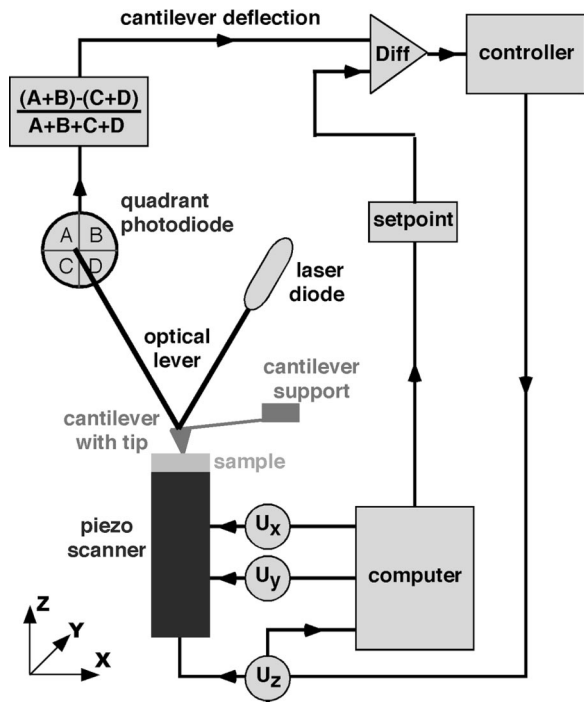 cantilever deflection
Diff
controller
(A+B)-(C+D)
A+B+C+D
quadrant
photodiode
A B
C D
setpoint
laser
diode
optical
lever
cantilever
support
cantilever
with tip
sample
piezo
scanner
Ux
Uy
computer
Uz
Z
Y
X